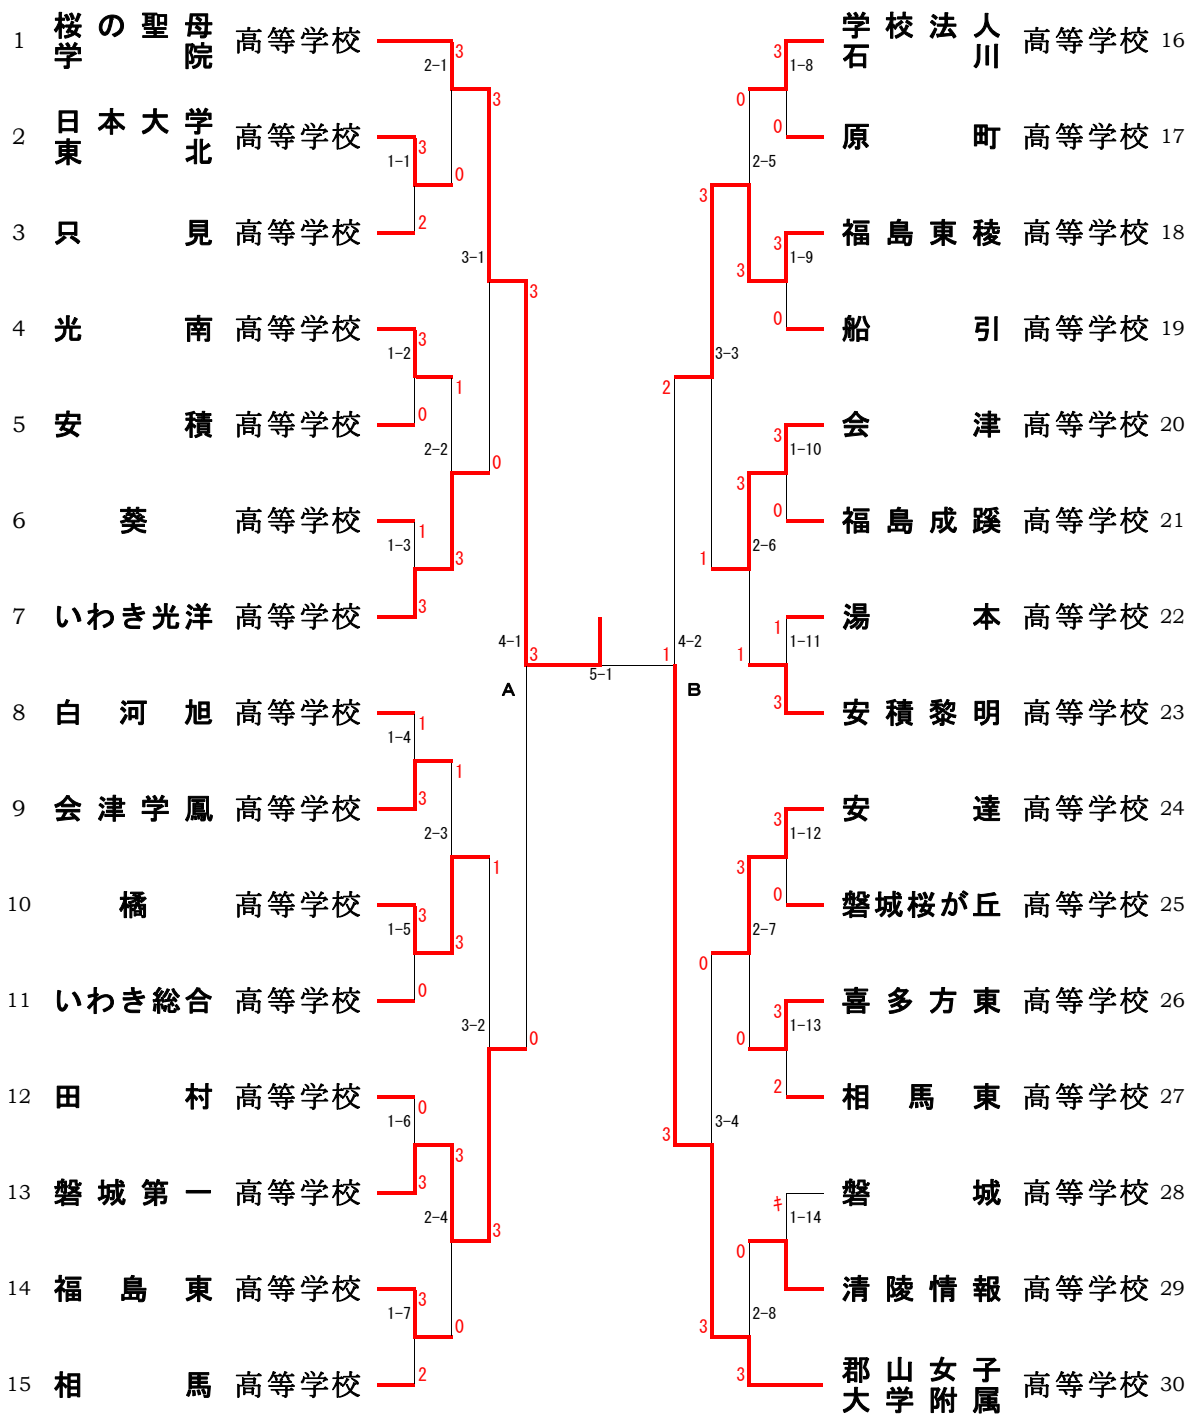 1 桜の聖母学院 高等学校
3
2-1
3
2 日本大学東北 高等学校
3
1-1
0
2
3 只見 高等学校
3-1
3
4 光南 高等学校
3
1-2
1
0
5 安積 高等学校
2-2
0
6 葵 高等学校
1
1-3
3
3
7 いわき光洋 高等学校
4-1
3
A
8 白河旭 高等学校
1
1-4
1
3
9 会津学鳳 高等学校
2-3
1
10 橘 高等学校
3
1-5
3
0
11 いわき総合 高等学校
3-2
0
12 田村 高等学校
0
1-6
3
3
13 磐城第一 高等学校
2-4
3
14 福島東 高等学校
3
1-7
0
2
15 相馬 高等学校
5-1
学校法人石川 高等学校 16
3
1-8
0
0
原町 高等学校 17
2-5
3
福島東稜 高等学校 18
3
1-9
3
0
船引 高等学校 19
3-3
2
会津 高等学校 20
3
1-10
3
0
福島成蹊 高等学校 21
2-6
1
湯本 高等学校 22
1
1-11
1
3
安積黎明 高等学校 23
4-2
1
B
安達 高等学校 24
3
1-12
3
0
磐城桜が丘 高等学校 25
2-7
0
喜多方東 高等学校 26
3
1-13
0
2
相馬東 高等学校 27
3-4
3
磐城 高等学校 28
キ
1-14
0
清陵情報 高等学校 29
2-8
3
3
郡山女子大学附属 高等学校 30